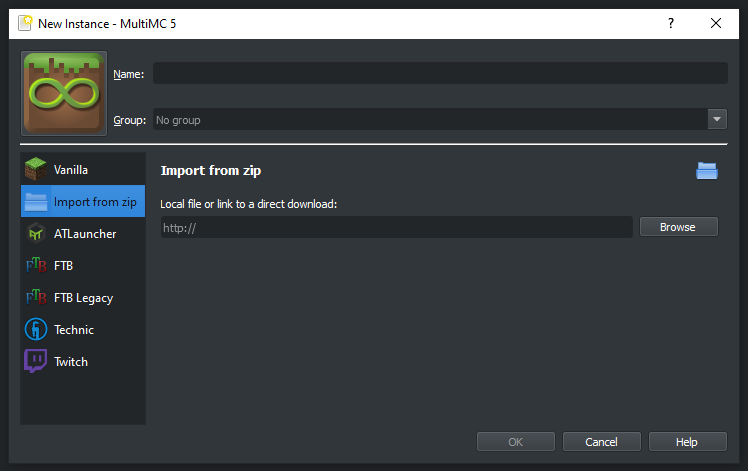 New Instance - MultiMC 5
?
Name:
Group: No group
Vanilla
Import from zip
ATLauncher
FTB
FTB Legacy
Technic
Twitch
Import from zip
Local file or link to a direct download:
http://
Browse
OK
Cancel
Help